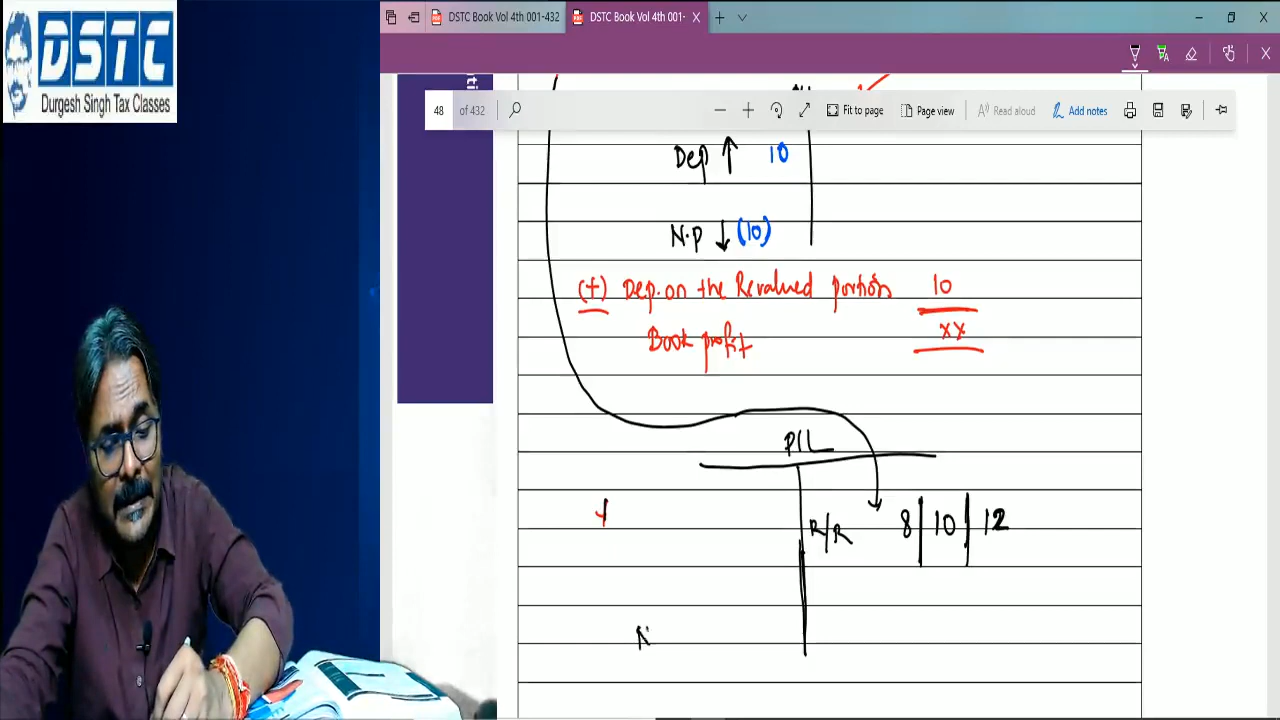 DSTC
Durgesh Singh Tax Classes
DSTC Book Vol 4th 001-432
DSTC Book Vol 4th 001-
48 of 432
Fit to page
Page view
Read aloud
Add notes
Dep ↑ 10
N.P ↓ (10)
(+) Dep. on the Revalued portion 10
Book profit xx
P/L
R/R 8 | 10 | 12
N